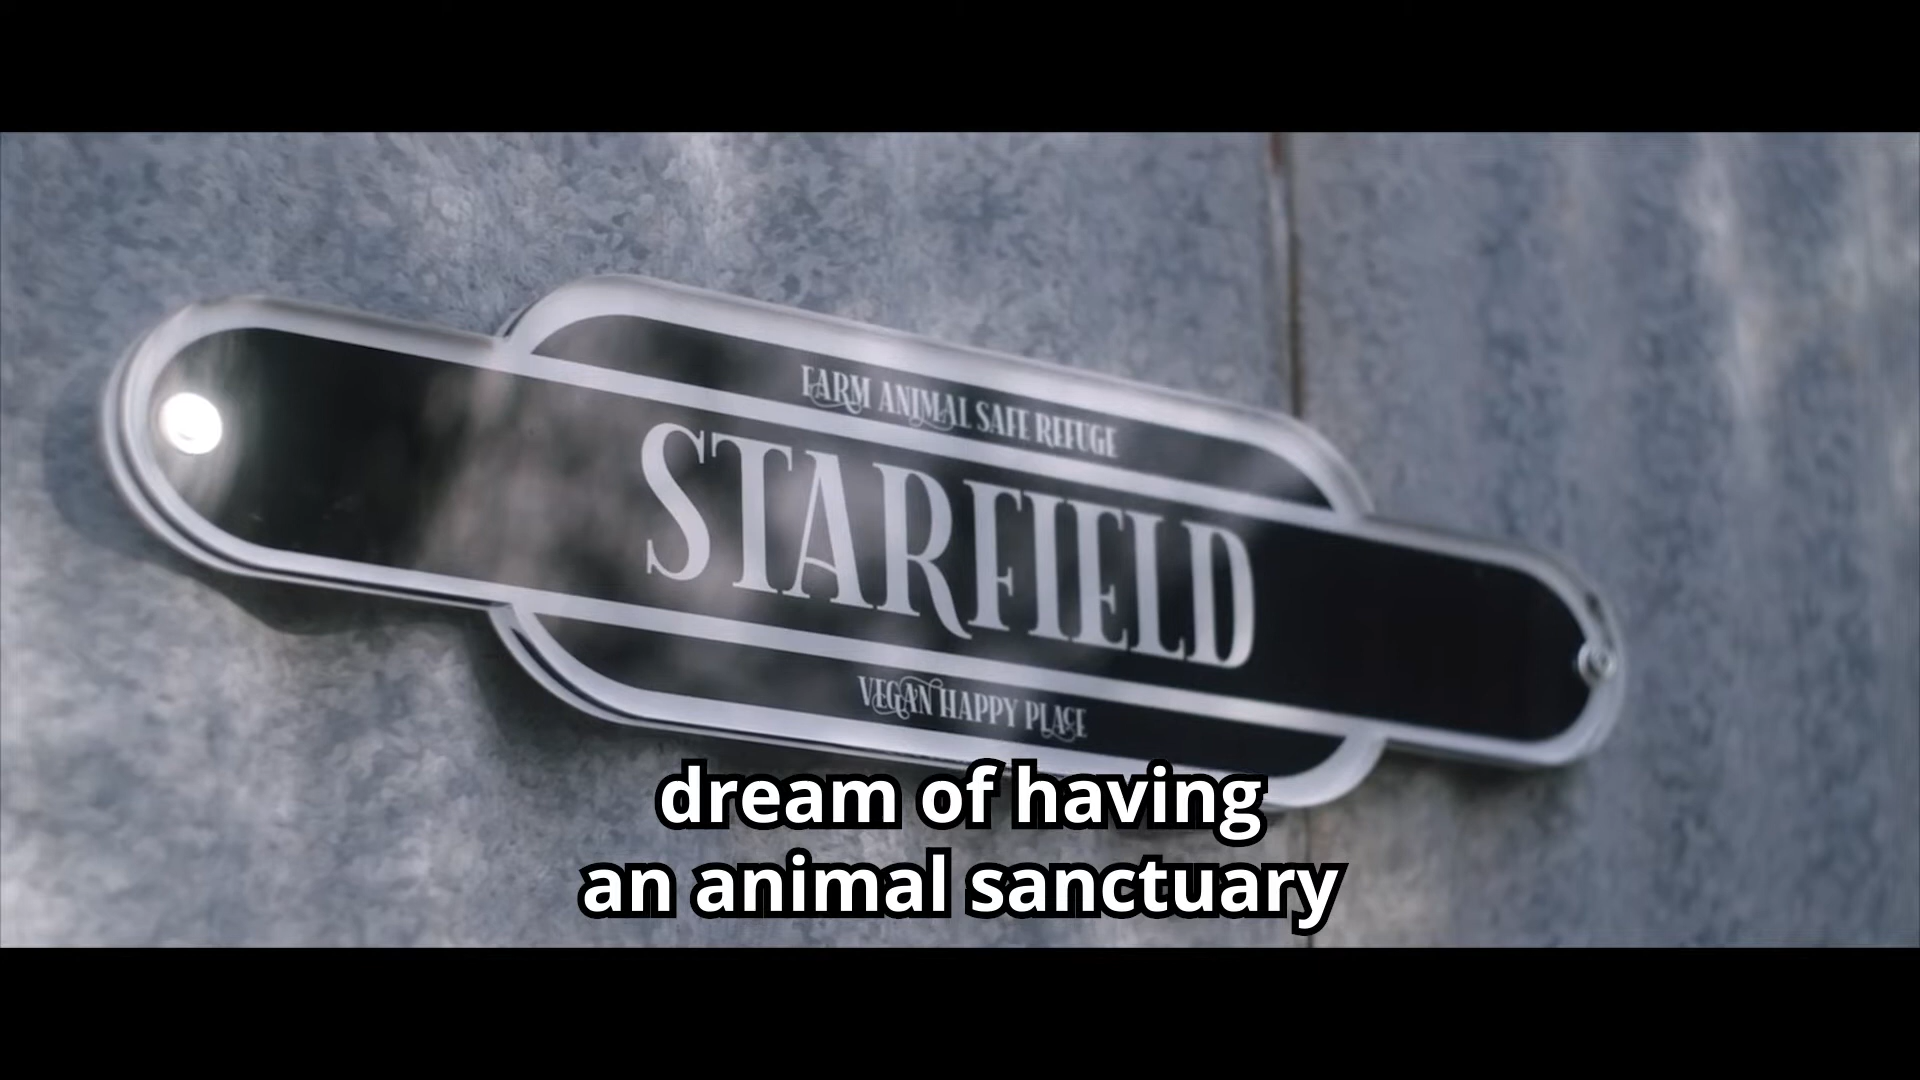 FARM ANIMAL SAFE REFUGE
STARFIELD
VEGAN HAPPY PLACE
dream of having
an animal sanctuary